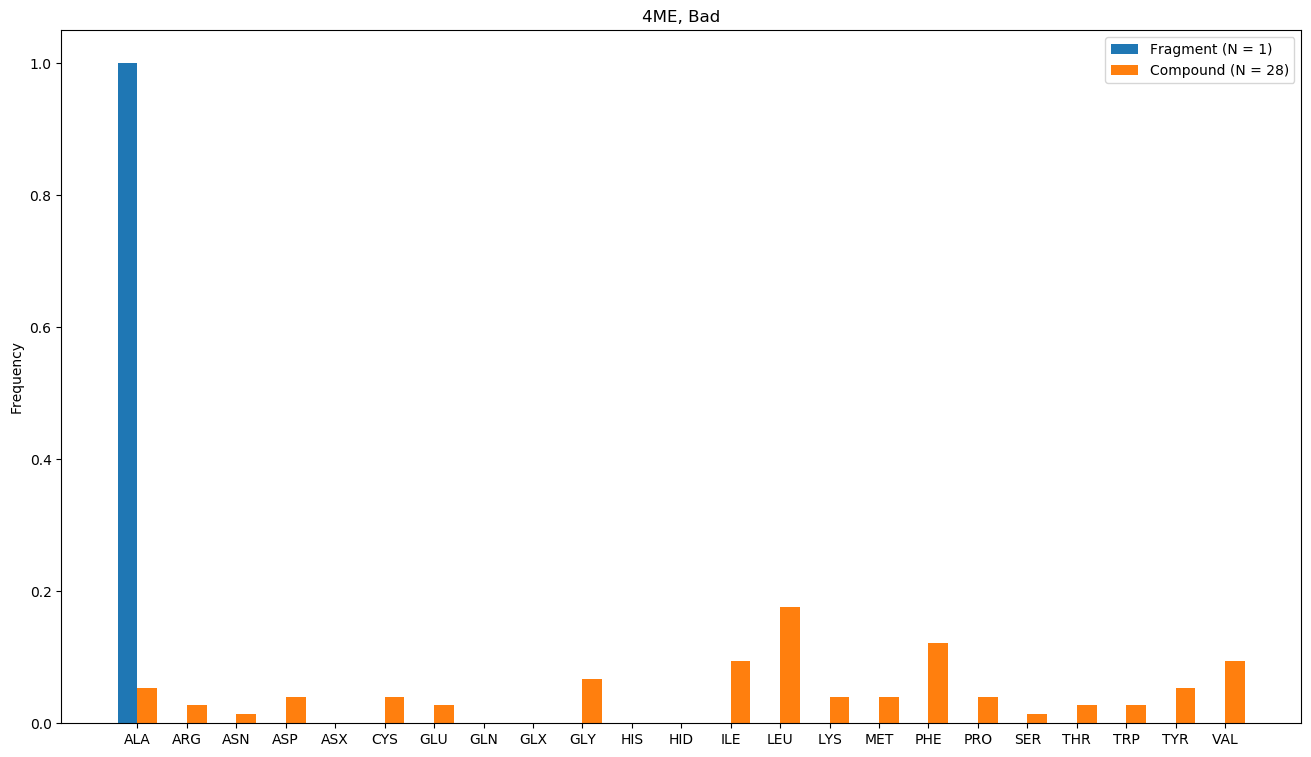 4ME, Bad
Fragment (N = 1)
Compound (N = 28)
1.0
0.8
0.6
0.4
0.2
0.0
Frequency
ALA ARG ASN ASP ASX CYS GLU GLN GLX GLY HIS HID ILE LEU LYS MET PHE PRO SER THR TRP TYR VAL